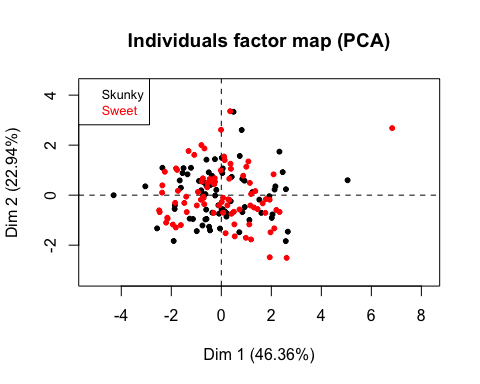 Individuals factor map (PCA)
Skunky
Sweet
4
2
0
-2
Dim 2 (22.94%)
-4 -2 0 2 4 6 8
Dim 1 (46.36%)